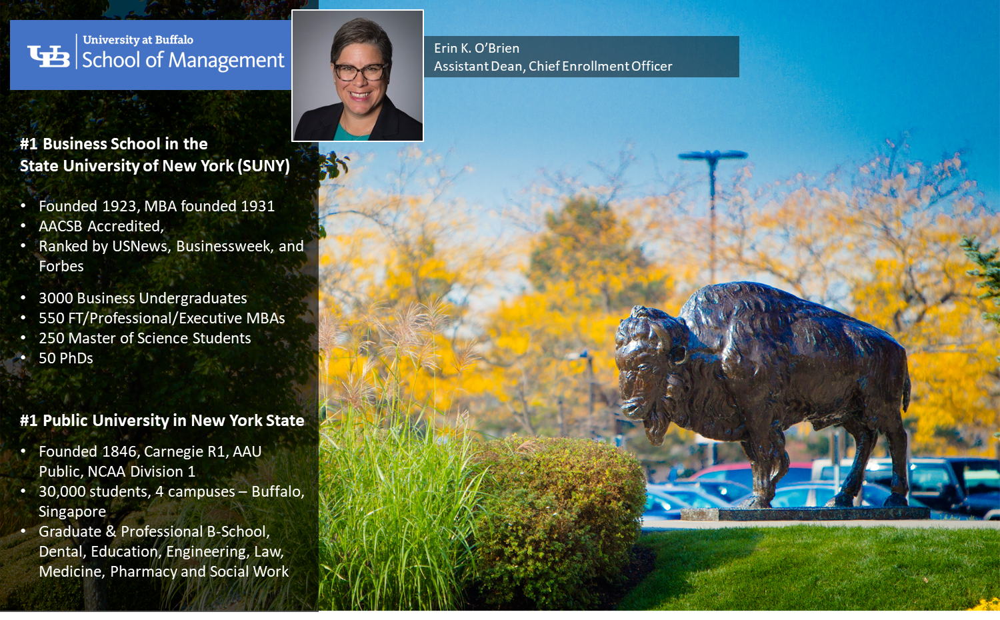 UB University at Buffalo
School of Management
Erin K. O’Brien
Assistant Dean, Chief Enrollment Officer
#1 Business School in the
State University of New York (SUNY)
• Founded 1923, MBA founded 1931
• AACSB Accredited,
• Ranked by USNews, Businessweek, and
Forbes
• 3000 Business Undergraduates
• 550 FT/Professional/Executive MBAs
• 250 Master of Science Students
• 50 PhDs
#1 Public University in New York State
• Founded 1846, Carnegie R1, AAU
Public, NCAA Division 1
• 30,000 students, 4 campuses – Buffalo,
Singapore
• Graduate & Professional B-School,
Dental, Education, Engineering, Law,
Medicine, Pharmacy and Social Work